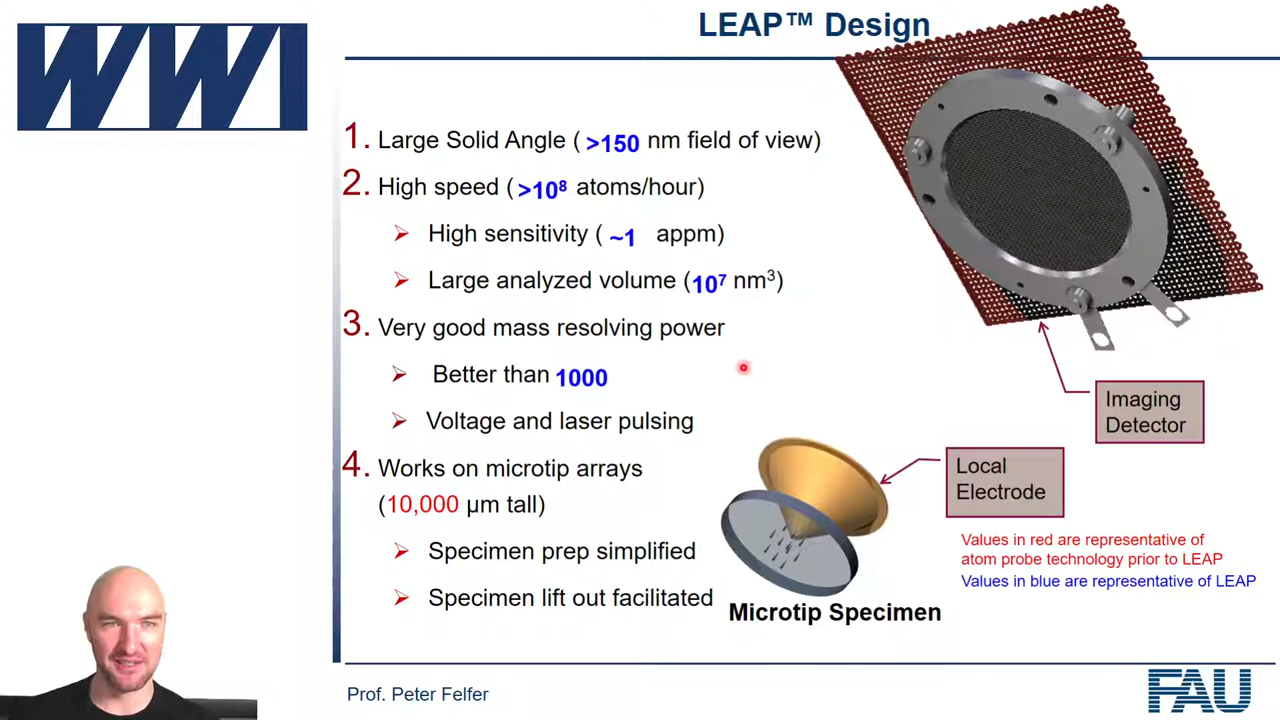 WWI
LEAP™ Design
1. Large Solid Angle ( >150 nm field of view)
2. High speed ( >10⁸ atoms/hour)
➢ High sensitivity ( ~1 appm)
➢ Large analyzed volume (10⁷ nm³)
3. Very good mass resolving power
➢ Better than 1000
➢ Voltage and laser pulsing
4. Works on microtip arrays
(10,000 µm tall)
➢ Specimen prep simplified
➢ Specimen lift out facilitated
Imaging
Detector
Local
Electrode
Values in red are representative of
atom probe technology prior to LEAP
Values in blue are representative of LEAP
Microtip Specimen
Prof. Peter Felfer
FAU